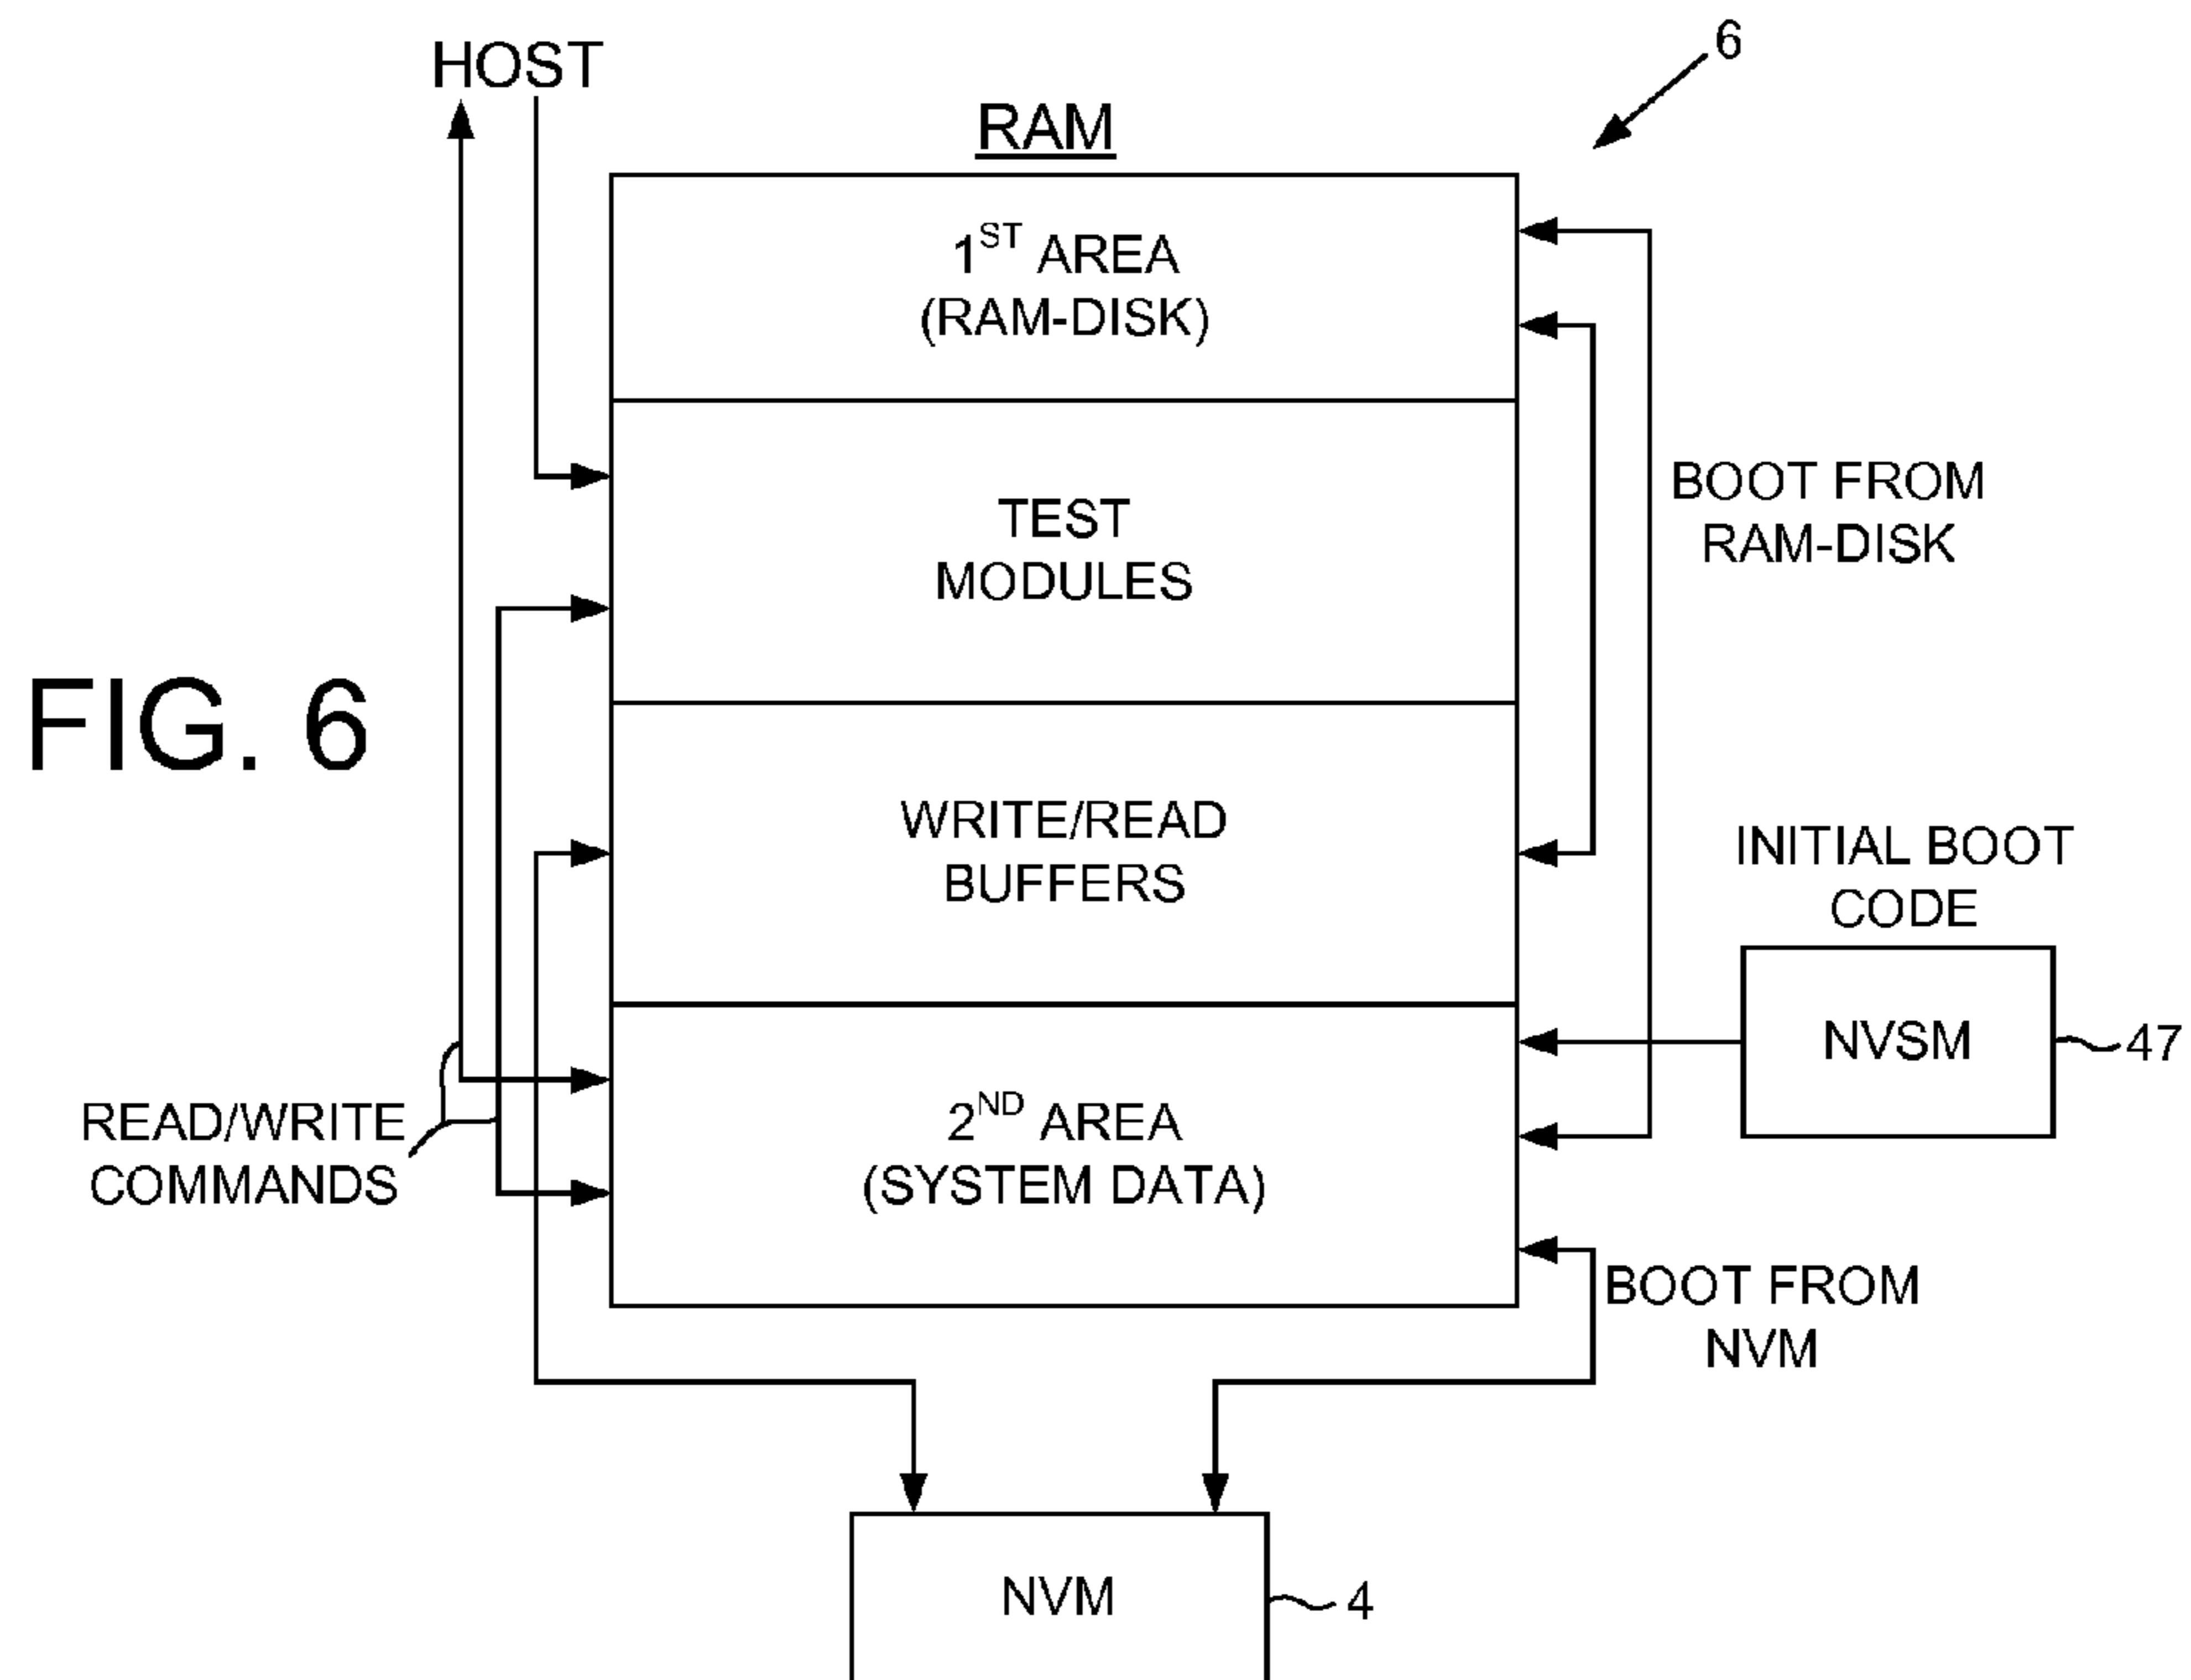 HOST
6
RAM
1ST AREA
(RAM-DISK)
TEST
MODULES
BOOT FROM
RAM-DISK
FIG. 6
WRITE/READ
BUFFERS
INITIAL BOOT
CODE
NVSM
47
READ/WRITE
COMMANDS
2ND AREA
(SYSTEM DATA)
BOOT FROM
NVM
NVM
4